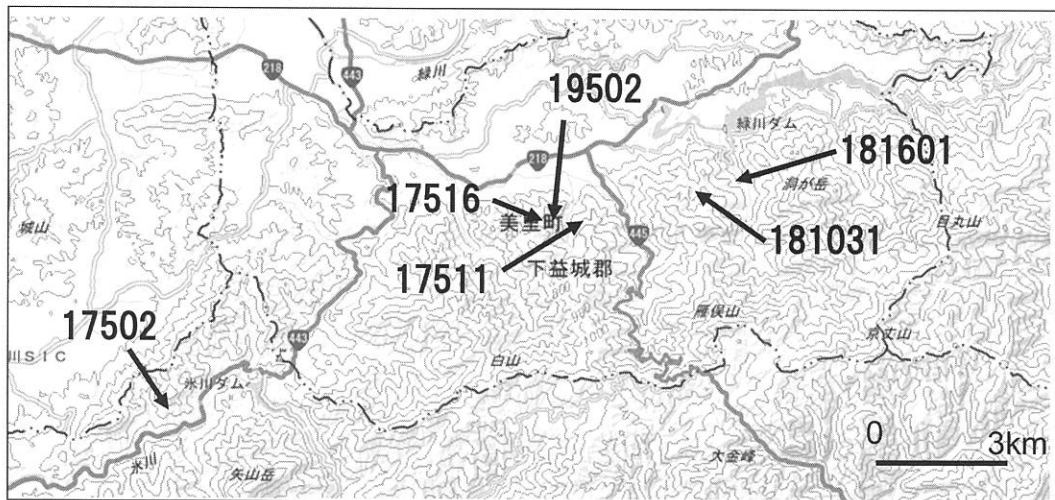 218
443
緑川
19502
緑川ダム
181601
218
17516
洞が岳
美里町
城山
445
目丸山
181031
17511
下益城郡
17502
雁俣山
京丈山
川SIC
443
白山
氷川ダム
0
3km
氷川
矢山岳
大金峰